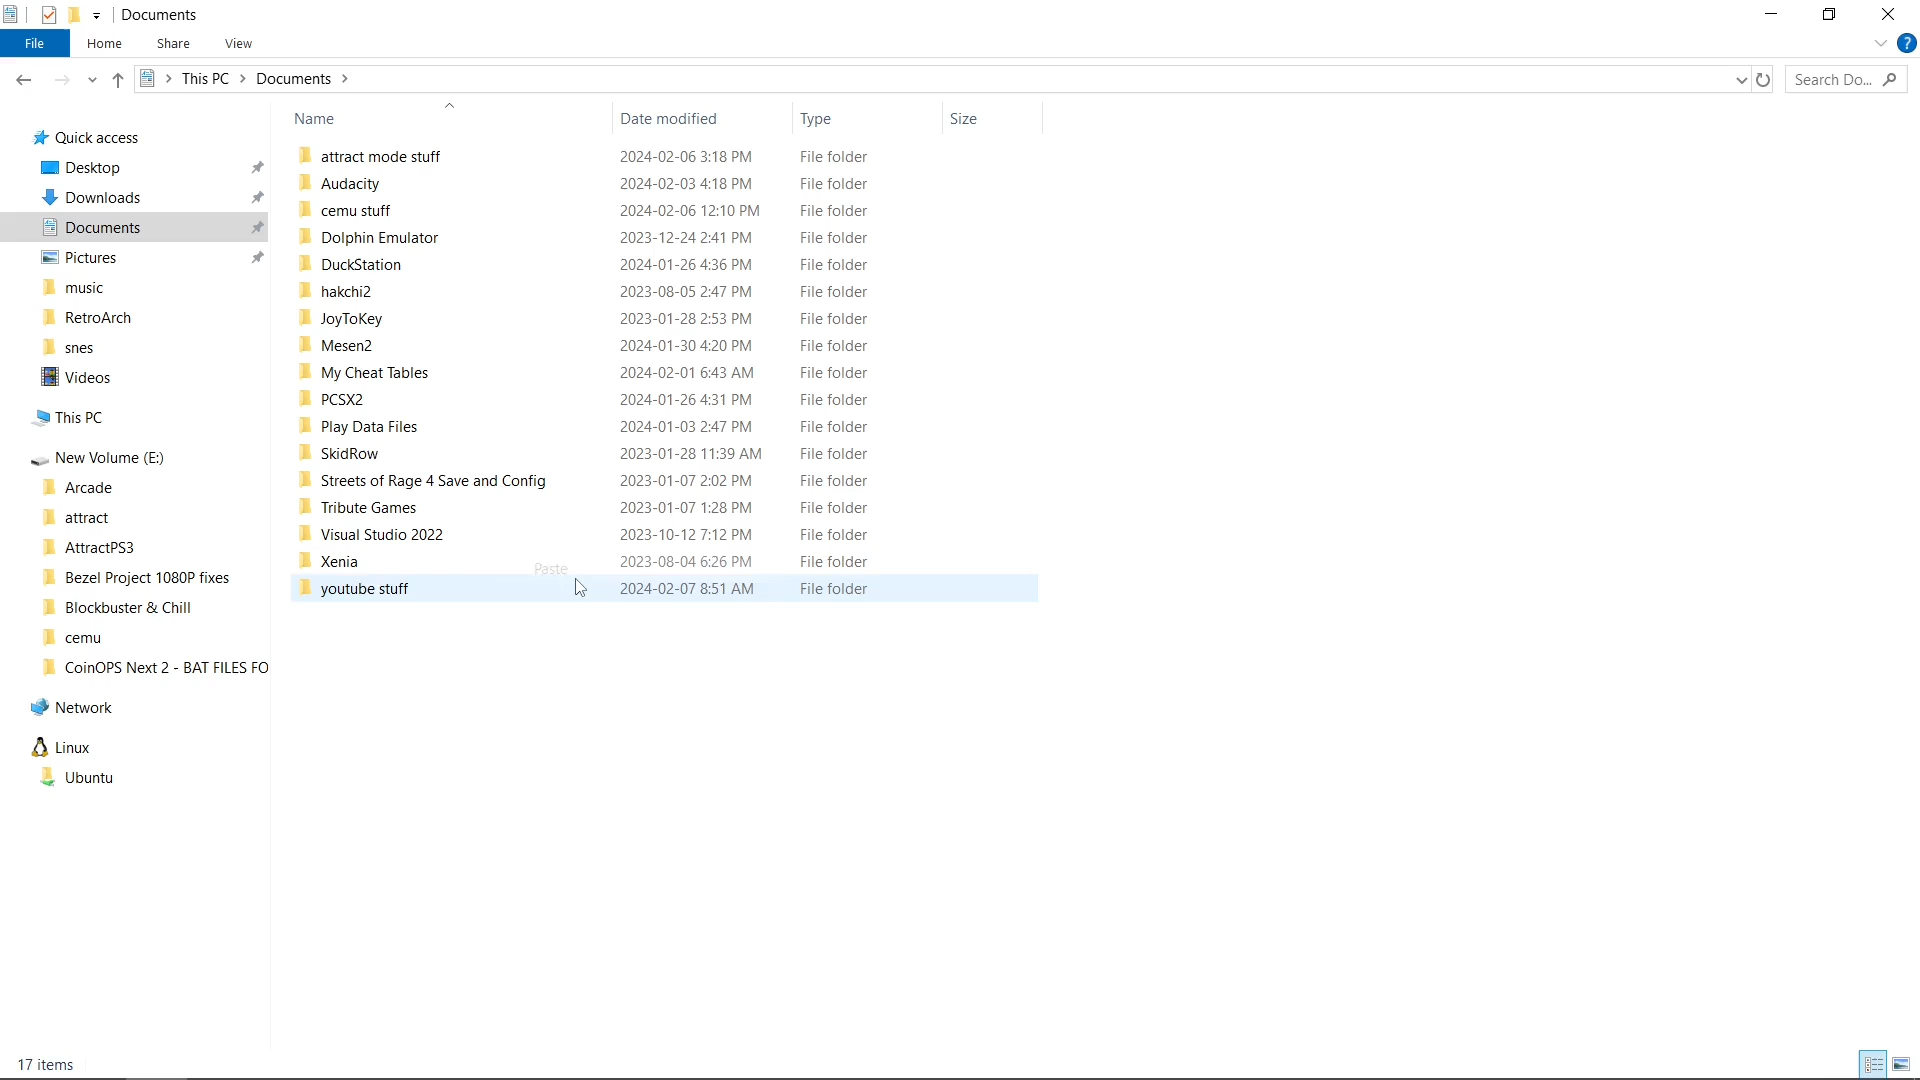 Documents
File Home Share View
This PC > Documents >
Search Do...
Name Date modified Type Size
Quick access
Desktop
Downloads
Documents
Pictures
music
RetroArch
snes
Videos
This PC
New Volume (E:)
Arcade
attract
AttractPS3
Bezel Project 1080P fixes
Blockbuster & Chill
cemu
CoinOPS Next 2 - BAT FILES FO
Network
Linux
Ubuntu
attract mode stuff 2024-02-06 3:18 PM File folder
Audacity 2024-02-03 4:18 PM File folder
cemu stuff 2024-02-06 12:10 PM File folder
Dolphin Emulator 2023-12-24 2:41 PM File folder
DuckStation 2024-01-26 4:36 PM File folder
hakchi2 2023-08-05 2:47 PM File folder
JoyToKey 2023-01-28 2:53 PM File folder
Mesen2 2024-01-30 4:20 PM File folder
My Cheat Tables 2024-02-01 6:43 AM File folder
PCSX2 2024-01-26 4:31 PM File folder
Play Data Files 2024-01-03 2:47 PM File folder
SkidRow 2023-01-28 11:39 AM File folder
Streets of Rage 4 Save and Config 2023-01-07 2:02 PM File folder
Tribute Games 2023-01-07 1:28 PM File folder
Visual Studio 2022 2023-10-12 7:12 PM File folder
Xenia 2023-08-04 6:26 PM File folder
Paste
youtube stuff 2024-02-07 8:51 AM File folder
17 items